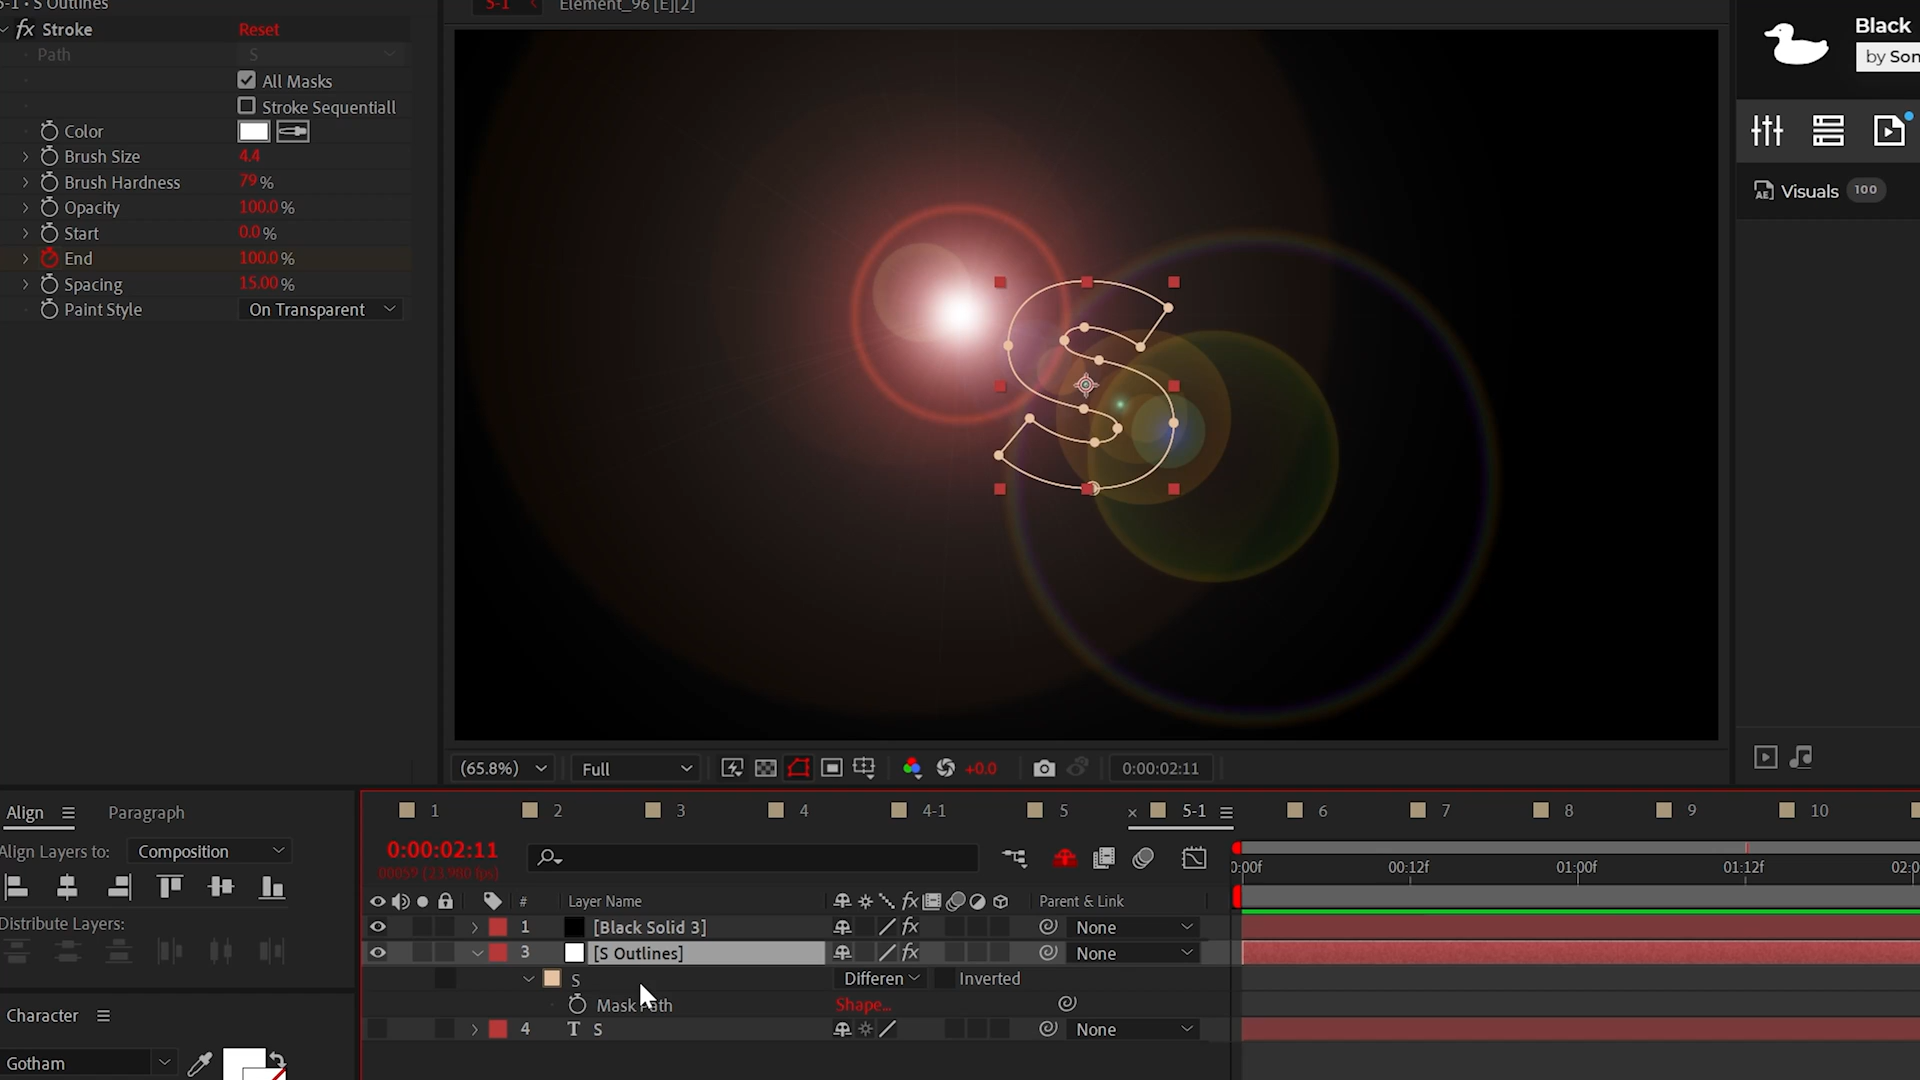 5-1 • S Outlines
fx Stroke Reset
Path S
All Masks
Stroke Sequentiall
Color
Brush Size 4.4
Brush Hardness 79 %
Opacity 100.0 %
Start 0.0 %
End 100.0 %
Spacing 15.00 %
Paint Style On Transparent
5-1 Element_96 [E][2]
Black
by Son
Visuals 100
(65.8%) Full +0.0 0:00:02:11
Align Paragraph
Align Layers to: Composition
Distribute Layers:
Character
Gotham
1 2 3 4 4-1 5 × 5-1 6 7 8 9 10
0:00:02:11
00059 (23.980 fps)
0:00f 00:12f 01:00f 01:12f 02:0
# Layer Name fx Parent & Link
1 [Black Solid 3] fx None
3 [S Outlines] fx None
S Differen Inverted
Mask Path Shape...
4 T S None